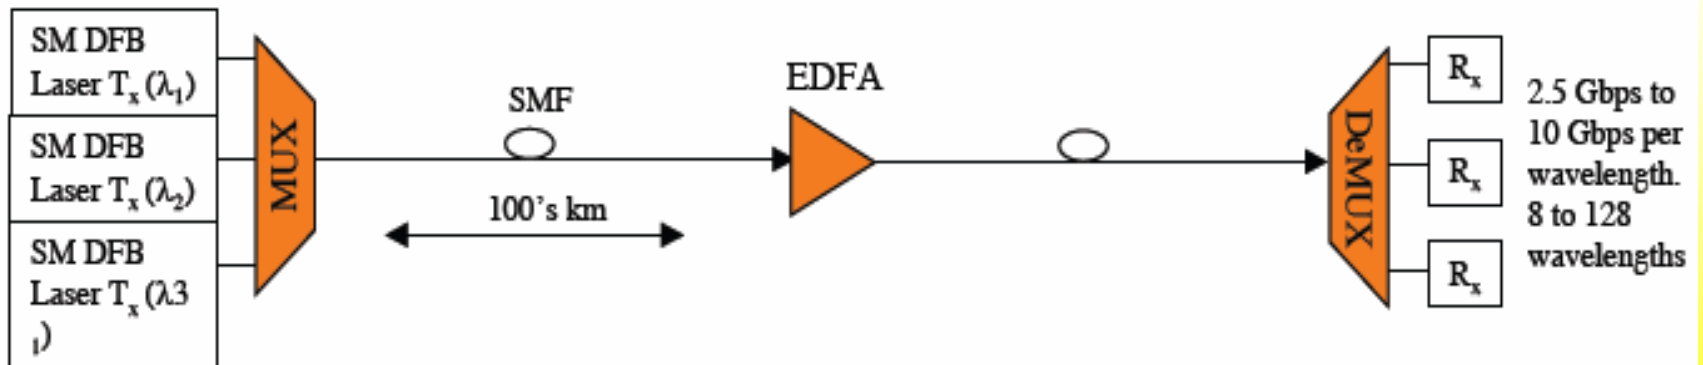 SM DFB
Laser Tx (λ1)
SM DFB
Laser Tx (λ2)
SM DFB
Laser Tx (λ3
1)
MUX
SMF
100's km
EDFA
DeMUX
Rx
Rx
Rx
2.5 Gbps to
10 Gbps per
wavelength.
8 to 128
wavelengths